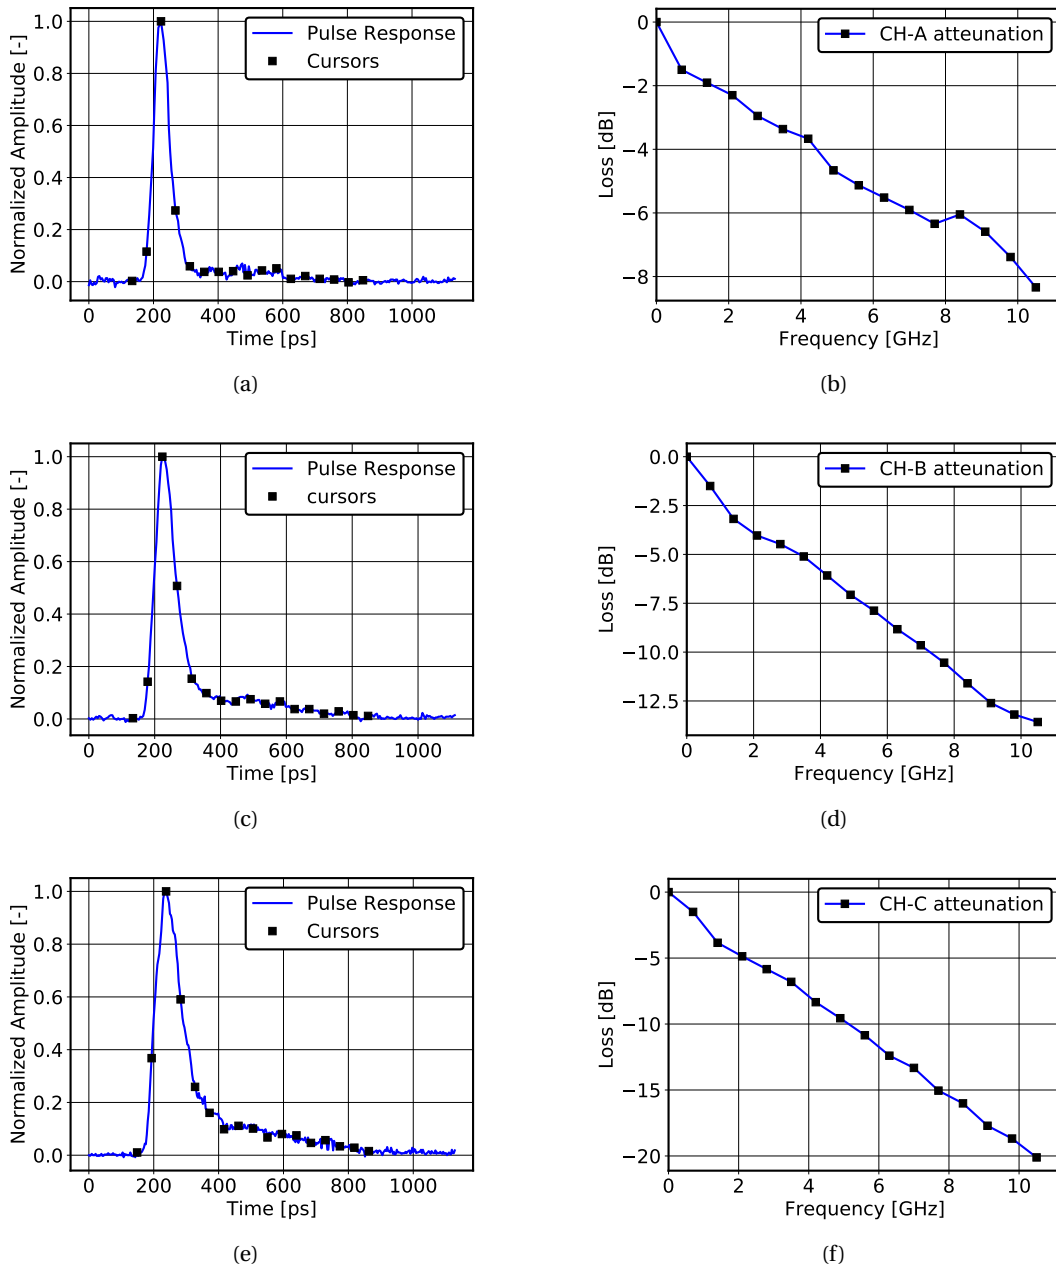 1.0
0.8
0.6
0.4
0.2
0.0
Normalized Amplitude [-]
Pulse Response
Cursors
0 200 400 600 800 1000
Time [ps]
(a)
0
−2
−4
−6
−8
Loss [dB]
CH-A atteunation
0 2 4 6 8 10
Frequency [GHz]
(b)
1.0
0.8
0.6
0.4
0.2
0.0
Normalized Amplitude [-]
Pulse Response
cursors
0 200 400 600 800 1000
Time [ps]
(c)
0.0
−2.5
−5.0
−7.5
−10.0
−12.5
Loss [dB]
CH-B atteunation
0 2 4 6 8 10
Frequency [GHz]
(d)
1.0
0.8
0.6
0.4
0.2
0.0
Normalized Amplitude [-]
Pulse Response
Cursors
0 200 400 600 800 1000
Time [ps]
(e)
0
−5
−10
−15
−20
Loss [dB]
CH-C atteunation
0 2 4 6 8 10
Frequency [GHz]
(f)